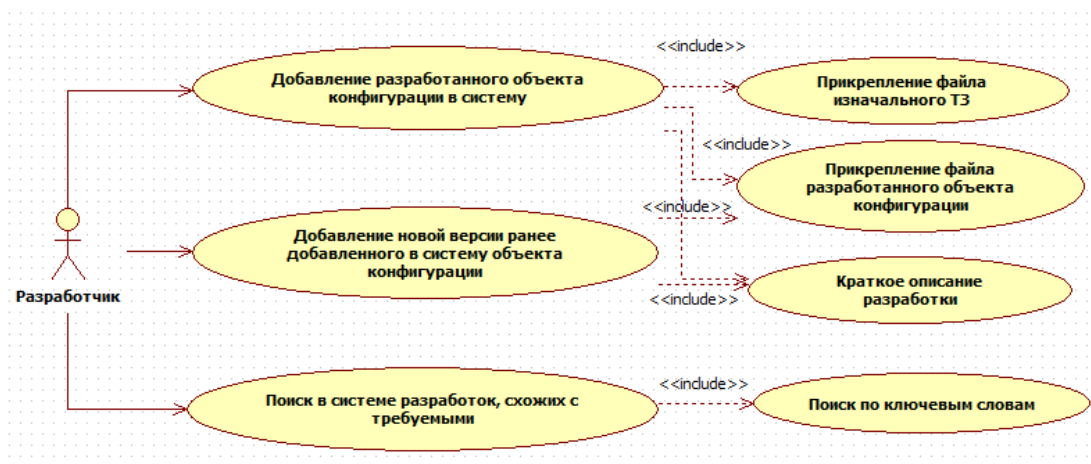 <<include>>
Добавление разработанного объекта
конфигурации в систему
Прикрепление файла
изначального ТЗ
<<include>>
Прикрепление файла
разработанного объекта
конфигурации
<<include>>
Добавление новой версии ранее
добавленного в систему объекта
конфигурации
Краткое описание
разработки
<<include>>
Разработчик
<<include>>
Поиск в системе разработок, схожих с
требуемыми
Поиск по ключевым словам